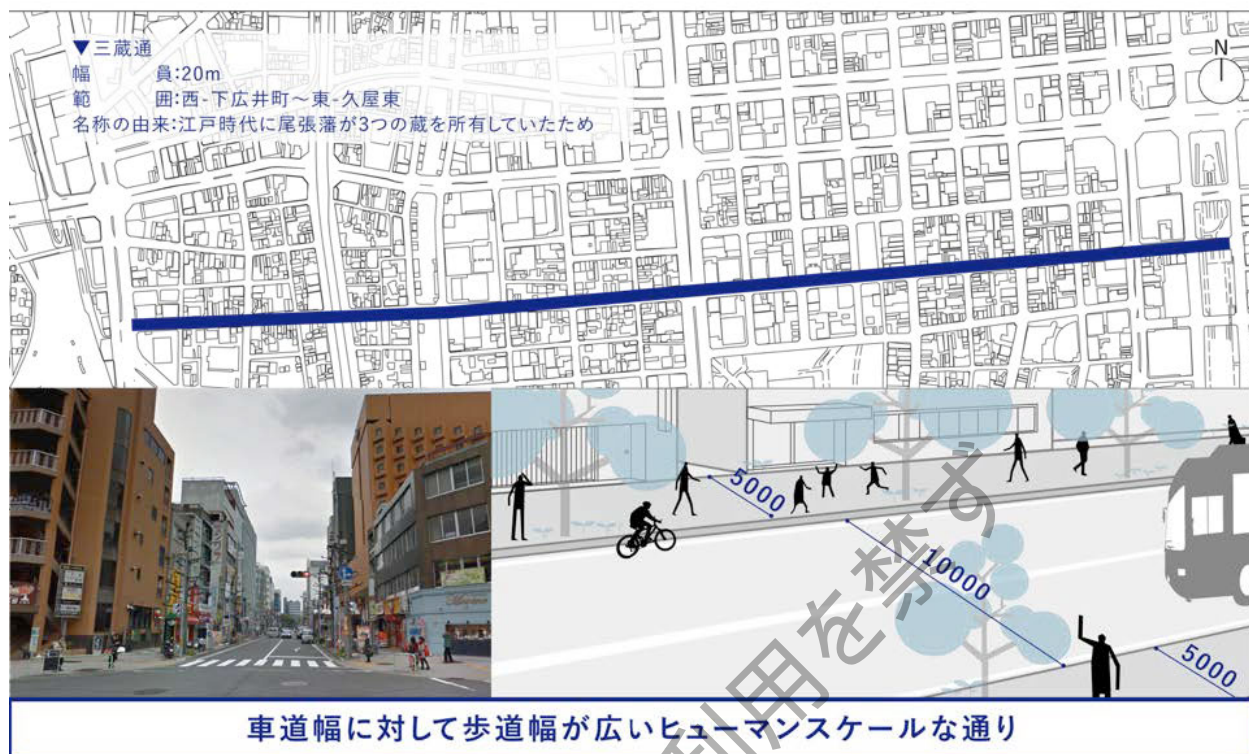 ▼三蔵通
幅　　員:20m
範　　囲:西-下広井町～東-久屋東
名称の由来:江戸時代に尾張藩が3つの蔵を所有していたため
N
5000
10000
5000
利用を禁ず
車道幅に対して歩道幅が広いヒューマンスケールな通り